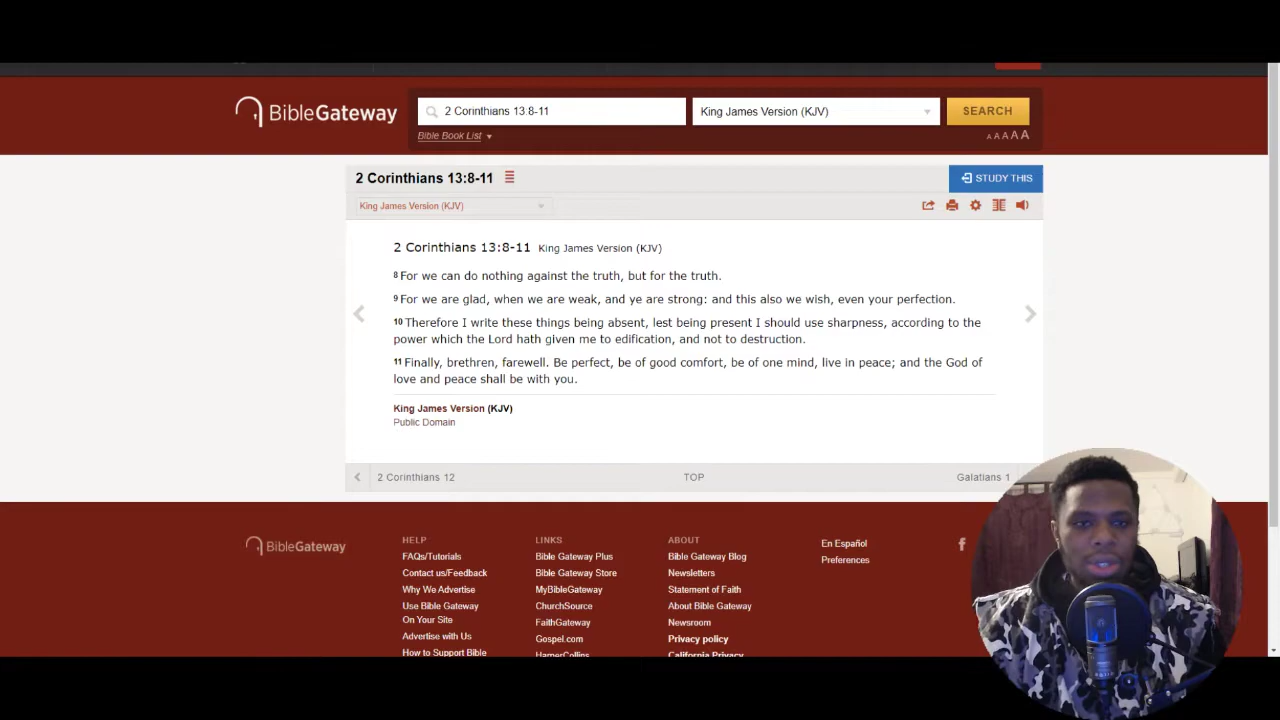 BibleGateway
2 Corinthians 13:8-11
King James Version (KJV)
SEARCH
Bible Book List
A A A A A
2 Corinthians 13:8-11
STUDY THIS
King James Version (KJV)
2 Corinthians 13:8-11 King James Version (KJV)
8 For we can do nothing against the truth, but for the truth.
9 For we are glad, when we are weak, and ye are strong: and this also we wish, even your perfection.
10 Therefore I write these things being absent, lest being present I should use sharpness, according to the
power which the Lord hath given me to edification, and not to destruction.
11 Finally, brethren, farewell. Be perfect, be of good comfort, be of one mind, live in peace; and the God of
love and peace shall be with you.
King James Version (KJV)
Public Domain
2 Corinthians 12
TOP
Galatians 1
BibleGateway
HELP
FAQs/Tutorials
Contact us/Feedback
Why We Advertise
Use Bible Gateway
On Your Site
Advertise with Us
How to Support Bible
LINKS
Bible Gateway Plus
Bible Gateway Store
MyBibleGateway
ChurchSource
FaithGateway
Gospel.com
HarperCollins
ABOUT
Bible Gateway Blog
Newsletters
Statement of Faith
About Bible Gateway
Newsroom
Privacy policy
California Privacy
En Español
Preferences